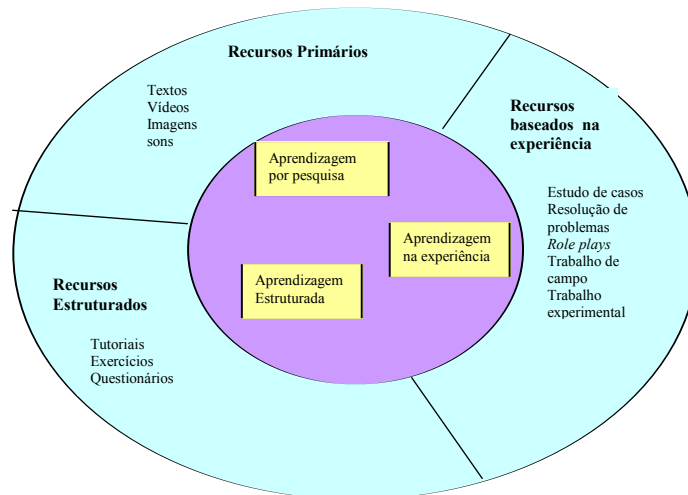 Recursos Primários
Textos
Vídeos
Imagens
sons
Recursos
baseados na
experiência
Estudo de casos
Resolução de
problemas
Role plays
Trabalho de
campo
Trabalho
experimental
Aprendizagem
por pesquisa
Aprendizagem
na experiência
Aprendizagem
Estruturada
Recursos
Estruturados
Tutoriais
Exercícios
Questionários